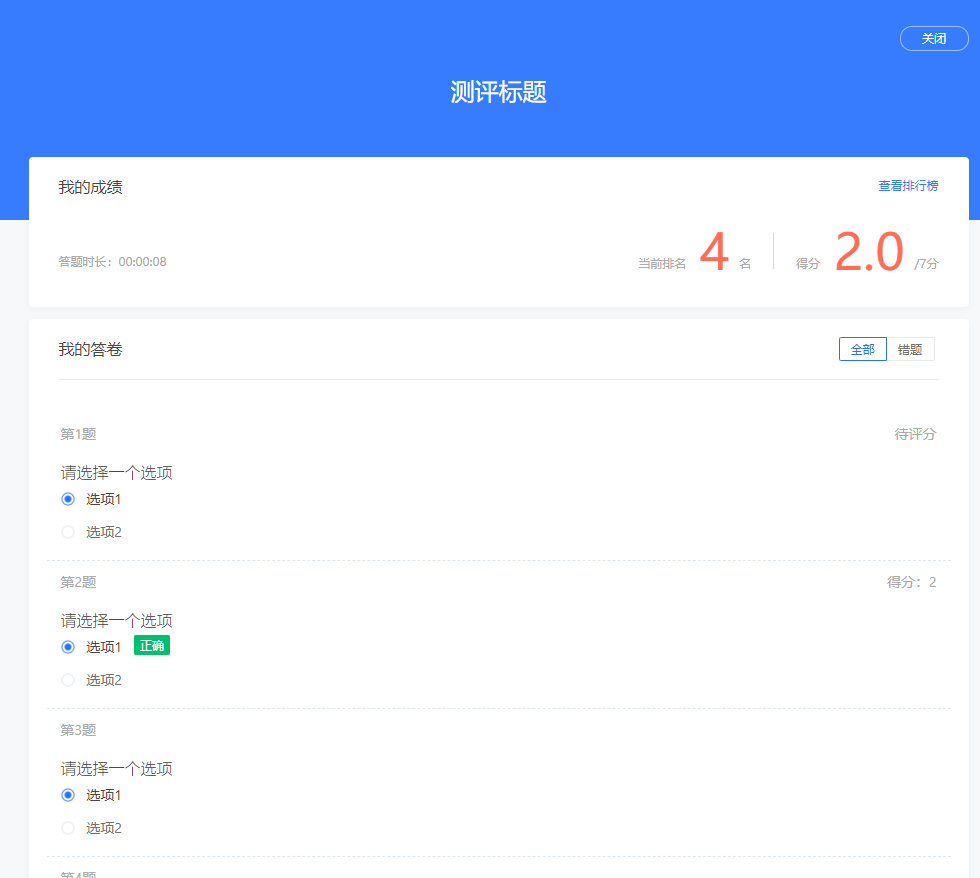 关闭
测评标题
我的成绩
查看排行榜
答题时长：00:00:08
当前排名 4 名
得分 2.0 /7分
我的答卷
全部 错题
第1题
待评分
请选择一个选项
选项1
选项2
第2题
得分：2
请选择一个选项
选项1 正确
选项2
第3题
请选择一个选项
选项1
选项2
第4题